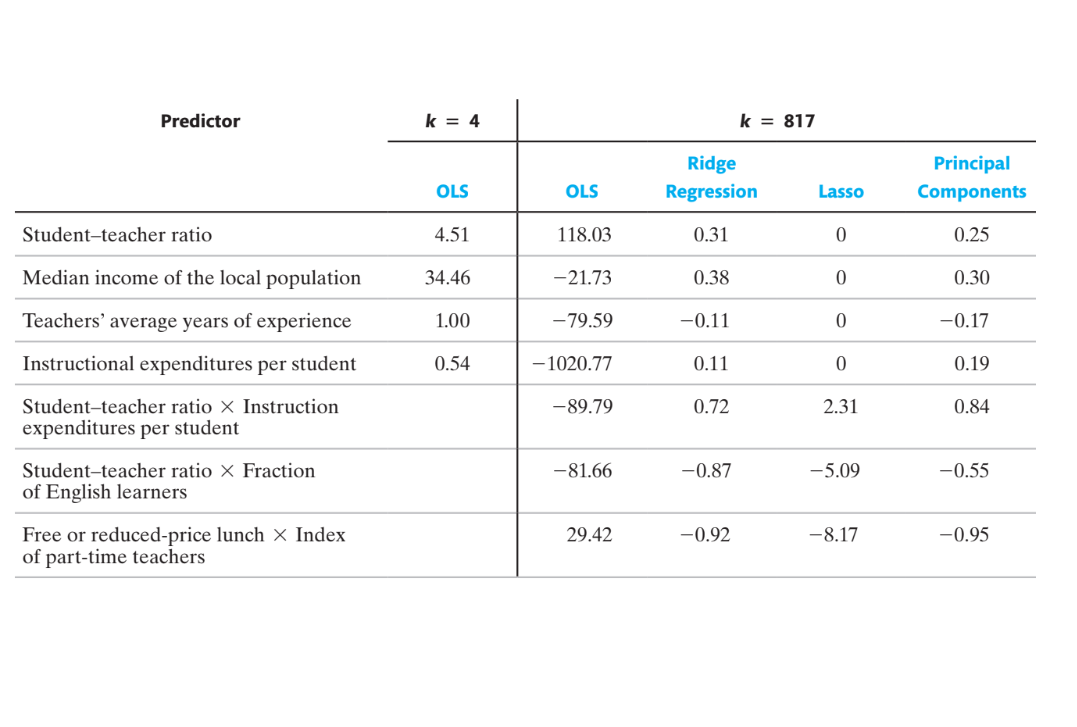 Predictor k = 4 k = 817
Ridge Principal
OLS OLS Regression Lasso Components
Student–teacher ratio 4.51 118.03 0.31 0 0.25
Median income of the local population 34.46 −21.73 0.38 0 0.30
Teachers’ average years of experience 1.00 −79.59 −0.11 0 −0.17
Instructional expenditures per student 0.54 −1020.77 0.11 0 0.19
Student–teacher ratio × Instruction −89.79 0.72 2.31 0.84
expenditures per student
Student–teacher ratio × Fraction −81.66 −0.87 −5.09 −0.55
of English learners
Free or reduced-price lunch × Index 29.42 −0.92 −8.17 −0.95
of part-time teachers